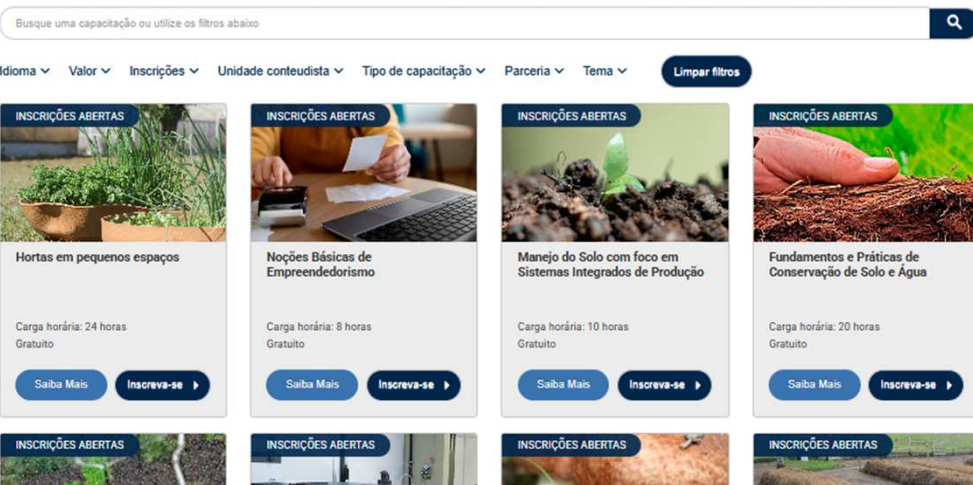 Busque uma capacitação ou utilize os filtros abaixo
Idioma Valor Inscrições Unidade conteudista Tipo de capacitação Parceria Tema Limpar filtros
INSCRIÇÕES ABERTAS
Hortas em pequenos espaços
Carga horária: 24 horas
Gratuito
Saiba Mais Inscreva-se
INSCRIÇÕES ABERTAS
Noções Básicas de
Empreendedorismo
Carga horária: 8 horas
Gratuito
Saiba Mais Inscreva-se
INSCRIÇÕES ABERTAS
Manejo do Solo com foco em
Sistemas Integrados de Produção
Carga horária: 10 horas
Gratuito
Saiba Mais Inscreva-se
INSCRIÇÕES ABERTAS
Fundamentos e Práticas de
Conservação de Solo e Água
Carga horária: 20 horas
Gratuito
Saiba Mais Inscreva-se
INSCRIÇÕES ABERTAS
INSCRIÇÕES ABERTAS
INSCRIÇÕES ABERTAS
INSCRIÇÕES ABERTAS